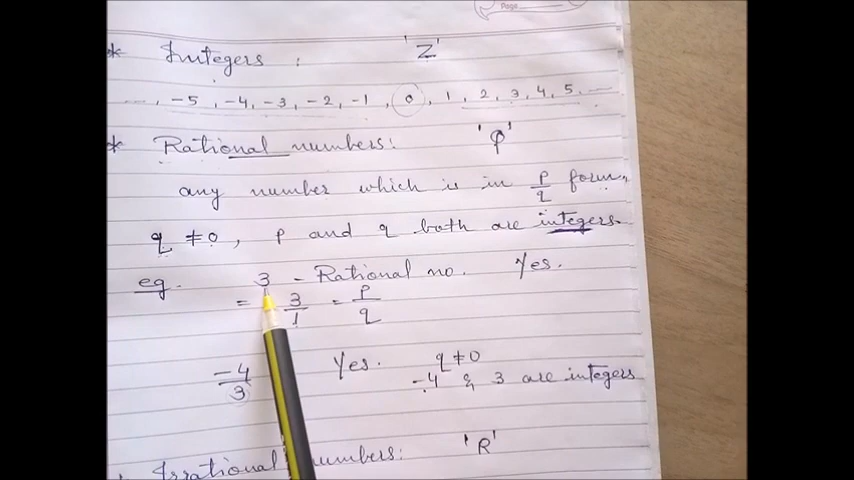 Page
* Integers : 'Z'
..., -5, -4, -3, -2, -1, 0, 1, 2, 3, 4, 5, ...
* Rational numbers: 'φ'
any number which is in p/q form,
q ≠ 0, p and q both are integers.
eg. 3 - Rational no. Yes.
= 3/1 = p/q
-4/3 Yes. q ≠ 0
-4 & 3 are integers
* Irrational numbers: 'R'